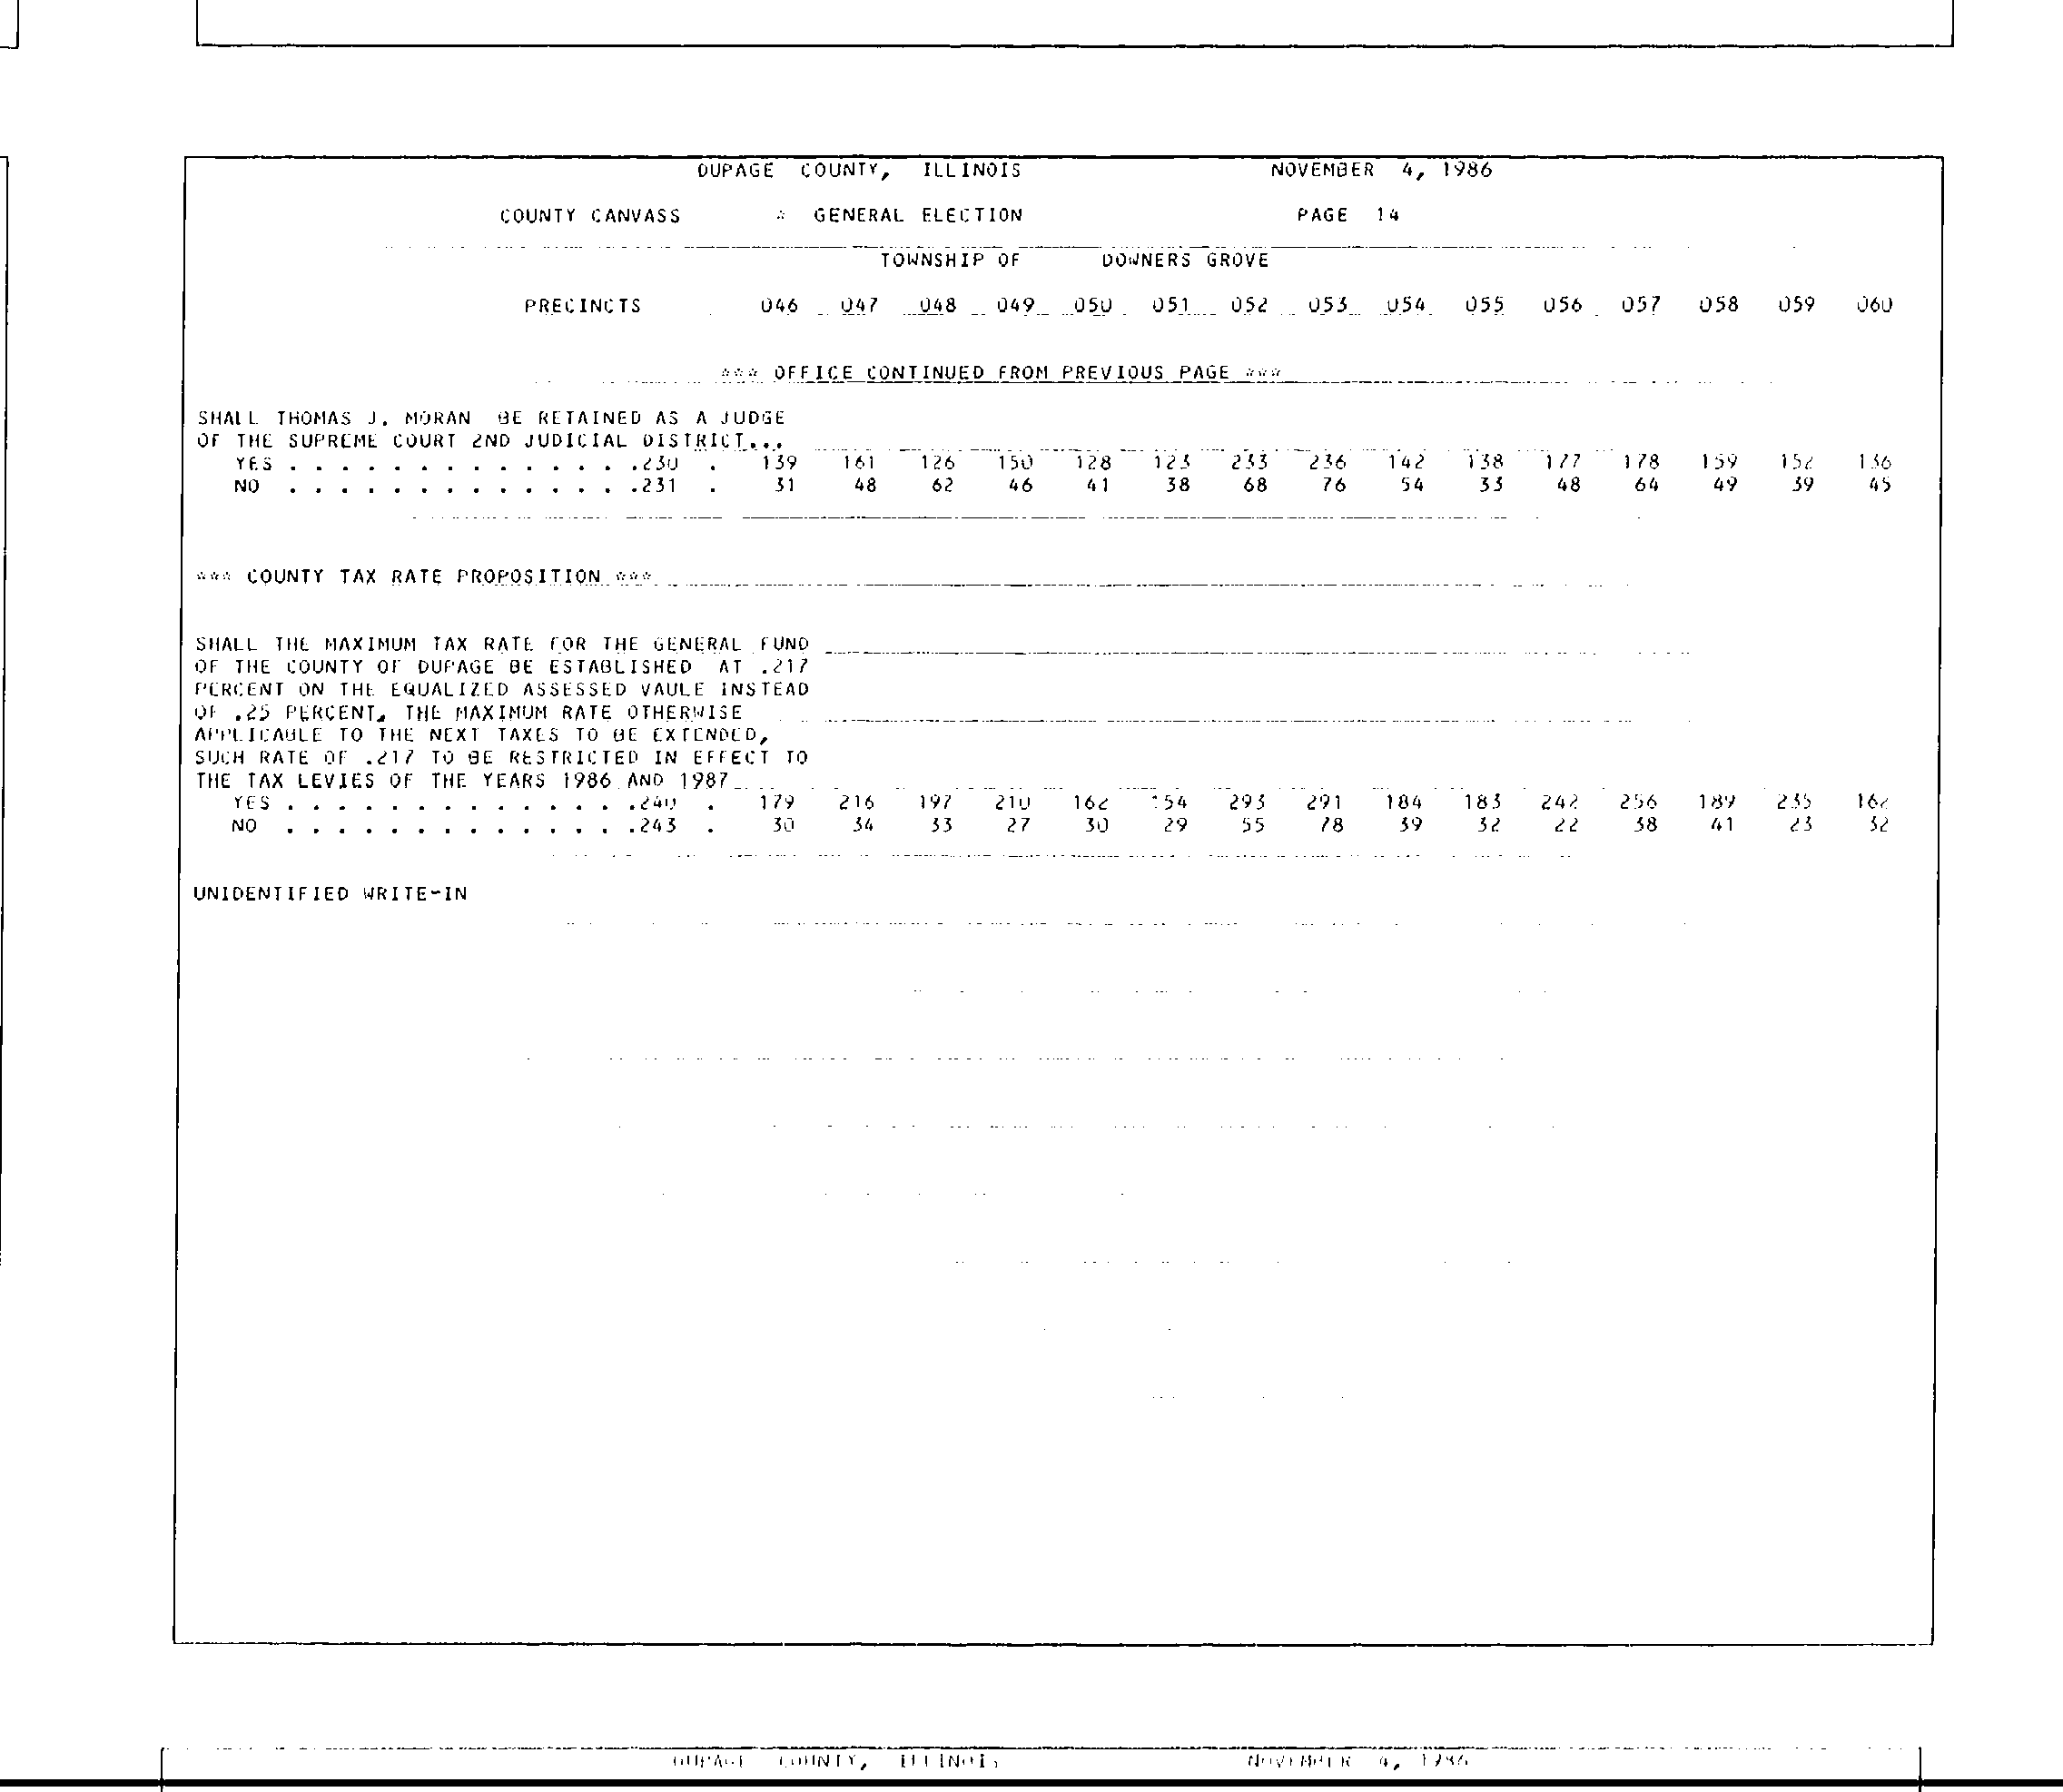 DUPAGE COUNTY, ILLINOIS NOVEMBER 4, 1986
COUNTY CANVASS * GENERAL ELECTION PAGE 14
TOWNSHIP OF DOWNERS GROVE
PRECINCTS 046 047 048 049 050 051 052 053 054 055 056 057 058 059 060
*** OFFICE CONTINUED FROM PREVIOUS PAGE ***
SHALL THOMAS J. MORAN BE RETAINED AS A JUDGE
OF THE SUPREME COURT 2ND JUDICIAL DISTRICT...
YES . . . . . . . . . . . . . .230 . 139 161 126 150 128 123 233 236 142 138 177 178 159 152 136
NO . . . . . . . . . . . . . .231 . 31 48 62 46 41 38 68 76 54 33 48 64 49 39 45
*** COUNTY TAX RATE PROPOSITION ***
SHALL THE MAXIMUM TAX RATE FOR THE GENERAL FUND
OF THE COUNTY OF DUPAGE BE ESTABLISHED AT .217
PERCENT ON THE EQUALIZED ASSESSED VAULE INSTEAD
OF .25 PERCENT, THE MAXIMUM RATE OTHERWISE
APPLICABLE TO THE NEXT TAXES TO BE EXTENDED,
SUCH RATE OF .217 TO BE RESTRICTED IN EFFECT TO
THE TAX LEVIES OF THE YEARS 1986 AND 1987
YES . . . . . . . . . . . . . .240 . 179 216 197 210 162 154 293 291 184 183 242 256 189 235 162
NO . . . . . . . . . . . . . .243 . 30 34 33 27 30 29 55 78 39 32 22 38 41 23 32
UNIDENTIFIED WRITE-IN
DUPAGE COUNTY, ILLINOIS NOVEMBER 4, 1986